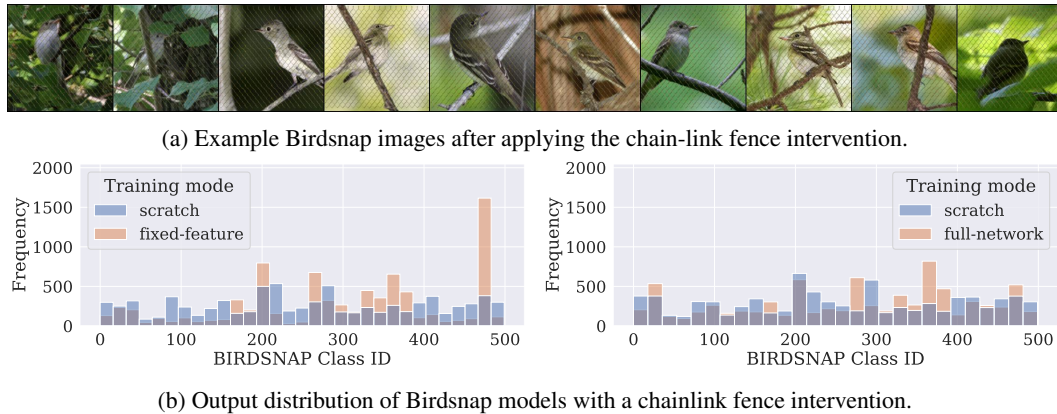 (a) Example Birdsnap images after applying the chain-link fence intervention.
2000
1500
1000
500
0
Frequency
Training mode
scratch
fixed-feature
0 100 200 300 400 500
BIRDSNAP Class ID
2000
1500
1000
500
0
Frequency
Training mode
scratch
full-network
0 100 200 300 400 500
BIRDSNAP Class ID
(b) Output distribution of Birdsnap models with a chainlink fence intervention.